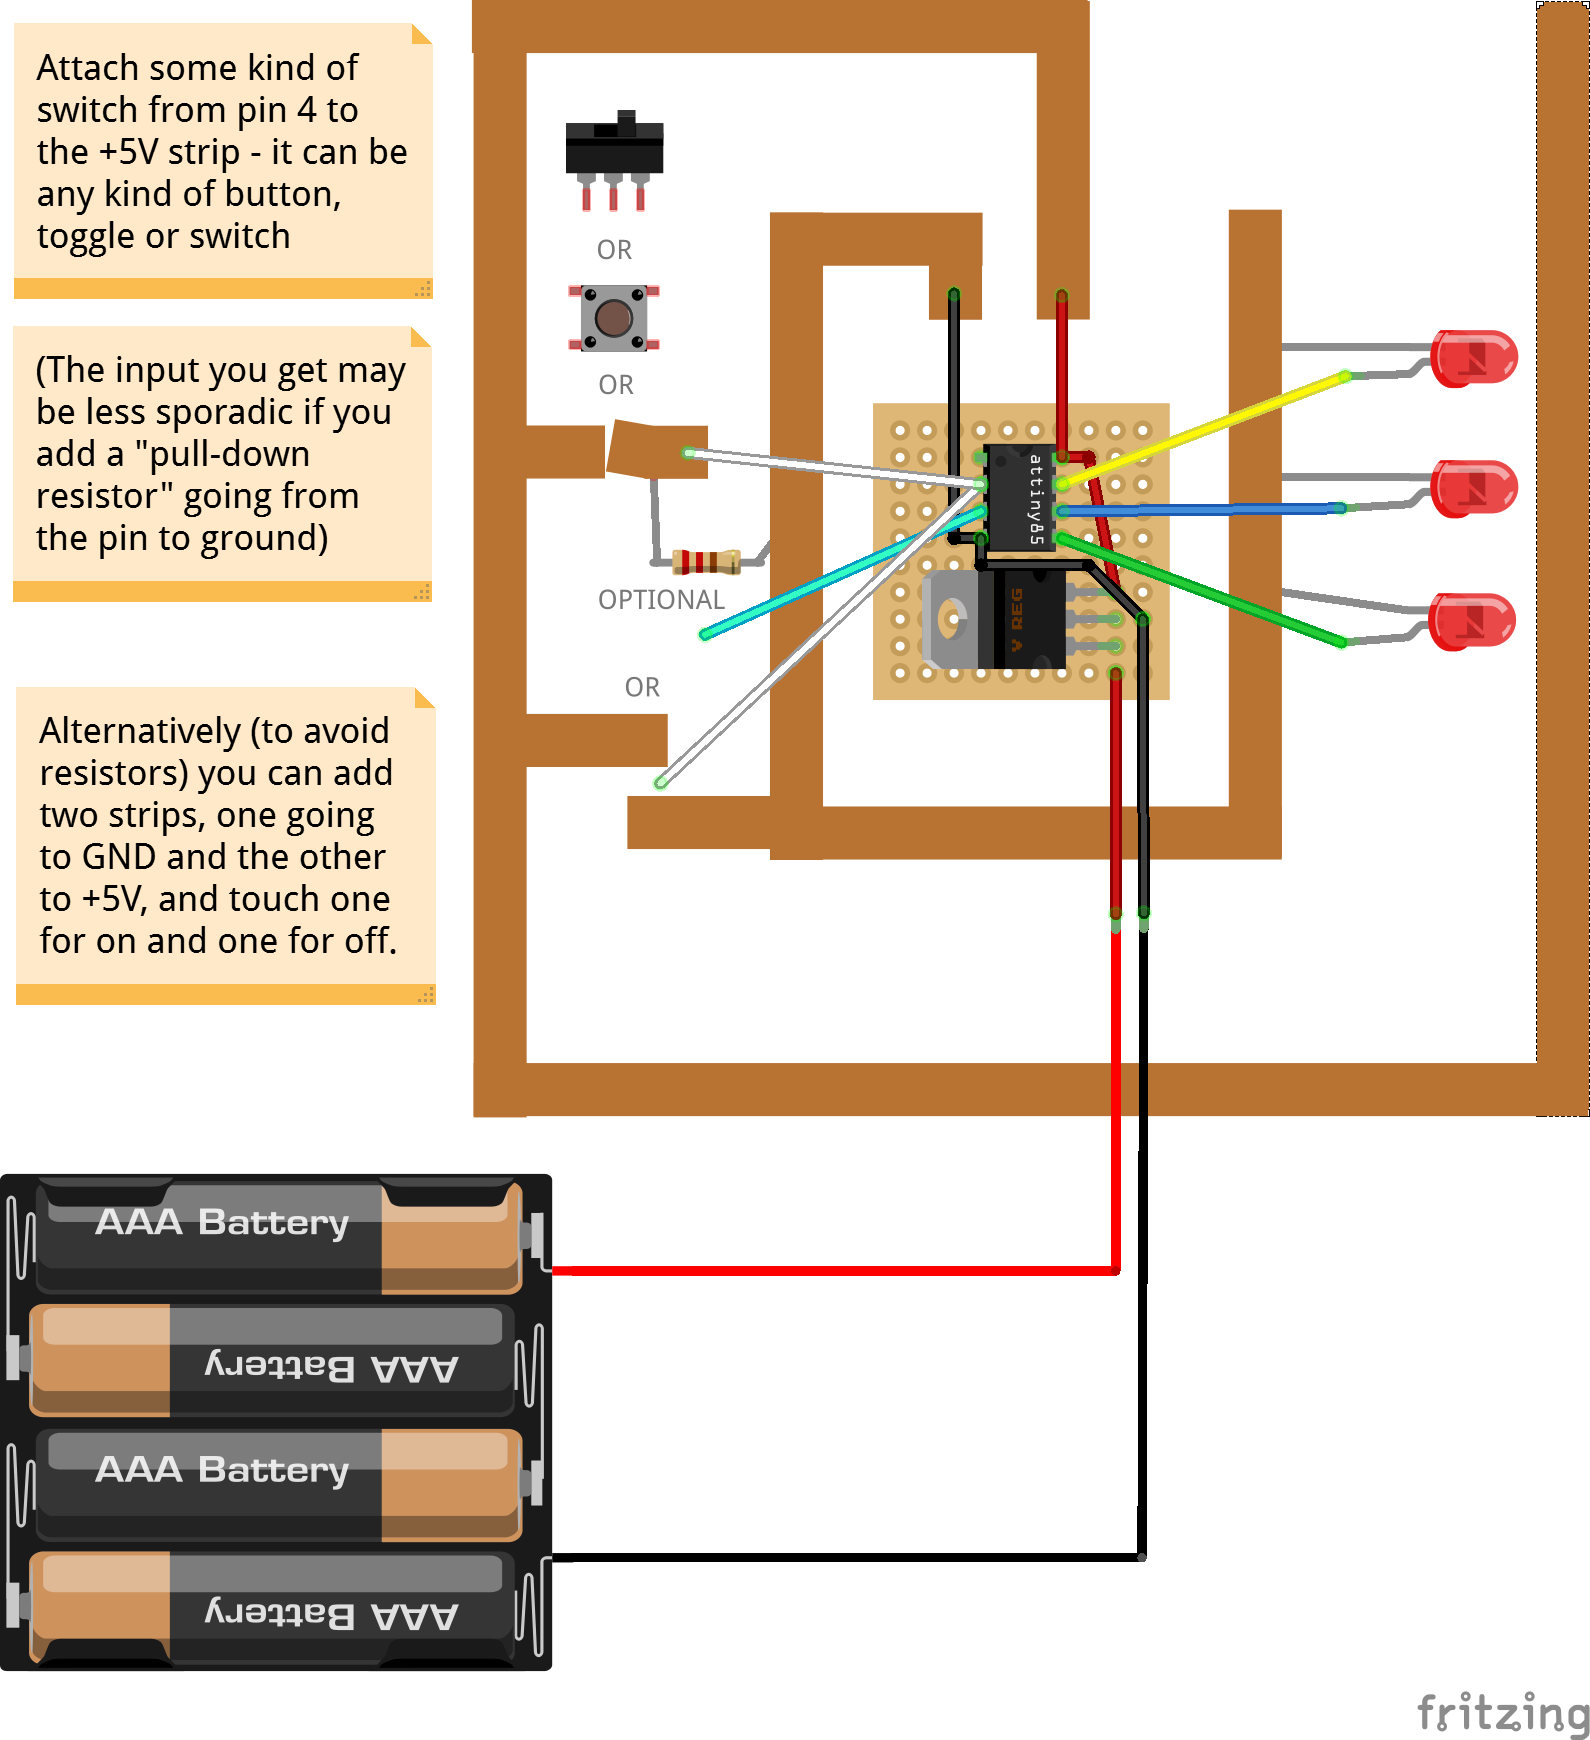 Attach some kind of
switch from pin 4 to
the +5V strip - it can be
any kind of button,
toggle or switch
(The input you get may
be less sporadic if you
add a "pull-down
resistor" going from
the pin to ground)
Alternatively (to avoid
resistors) you can add
two strips, one going
to GND and the other
to +5V, and touch one
for on and one for off.
OR
OR
OPTIONAL
OR
attiny85
V REG
AAA Battery
AAA Battery
AAA Battery
AAA Battery
fritzing